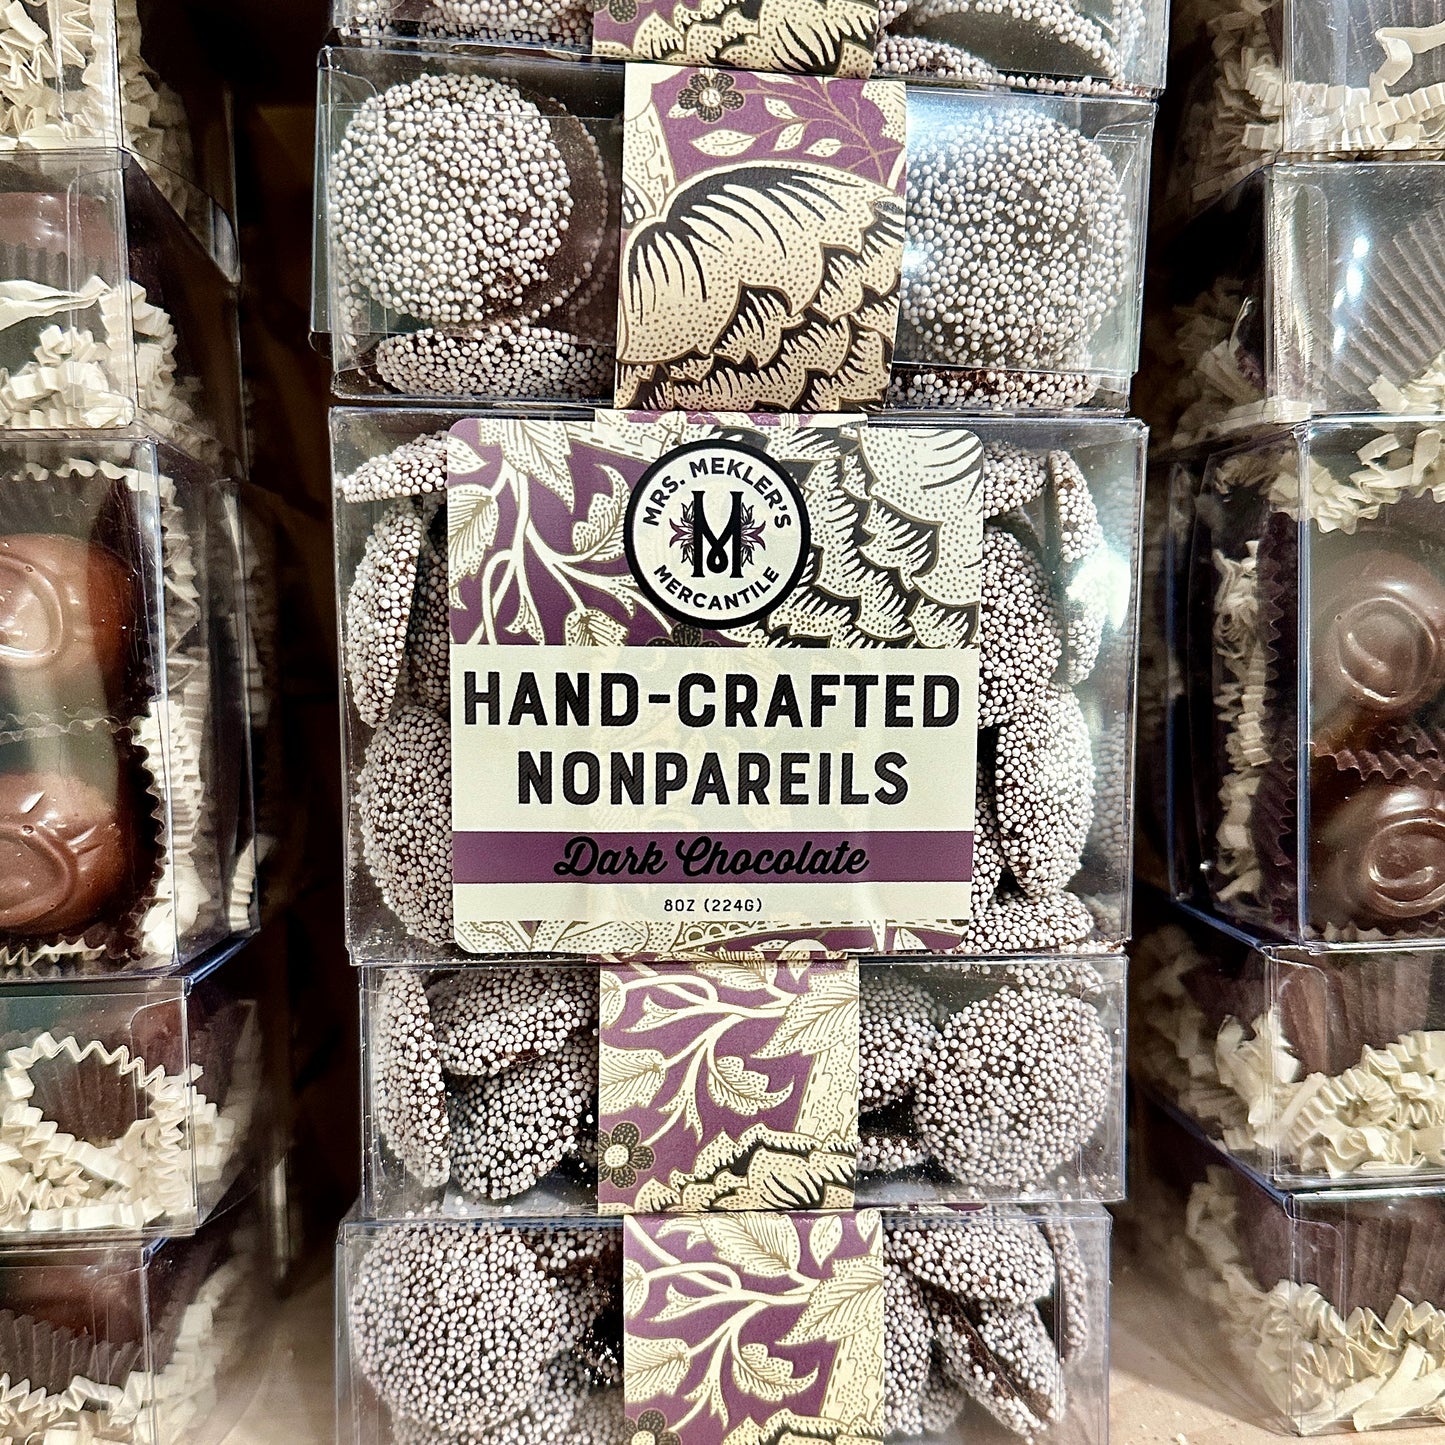 MRS. MEKLER'S
M
MERCANTILE
HAND-CRAFTED
NONPAREILS
Dark Chocolate
8OZ (224G)